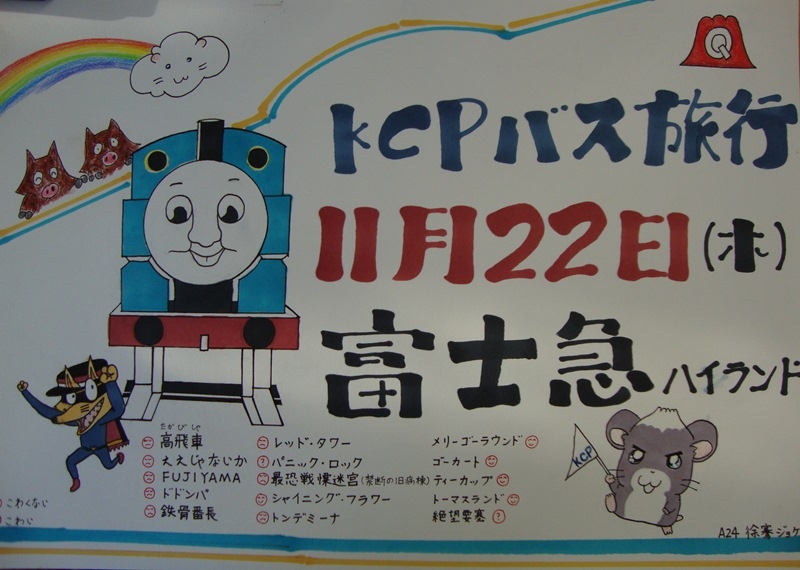 Q
KCPバス旅行
11月22日(木)
富士急ハイランド
たかびしゃ
高飛車
ええじゃないか
FUJIYAMA
ドドンパ
鉄骨番長
レッド・タワー
パニック・ロック
最恐戦慄迷宮(禁断の旧病棟)
シャイニング・フラワー
トンデミーナ
メリーゴーラウンド
ゴーカート
ティーカップ
トーマスランド
絶望要塞
KCP
こわくない
こわい
A24 徐 ジョケ